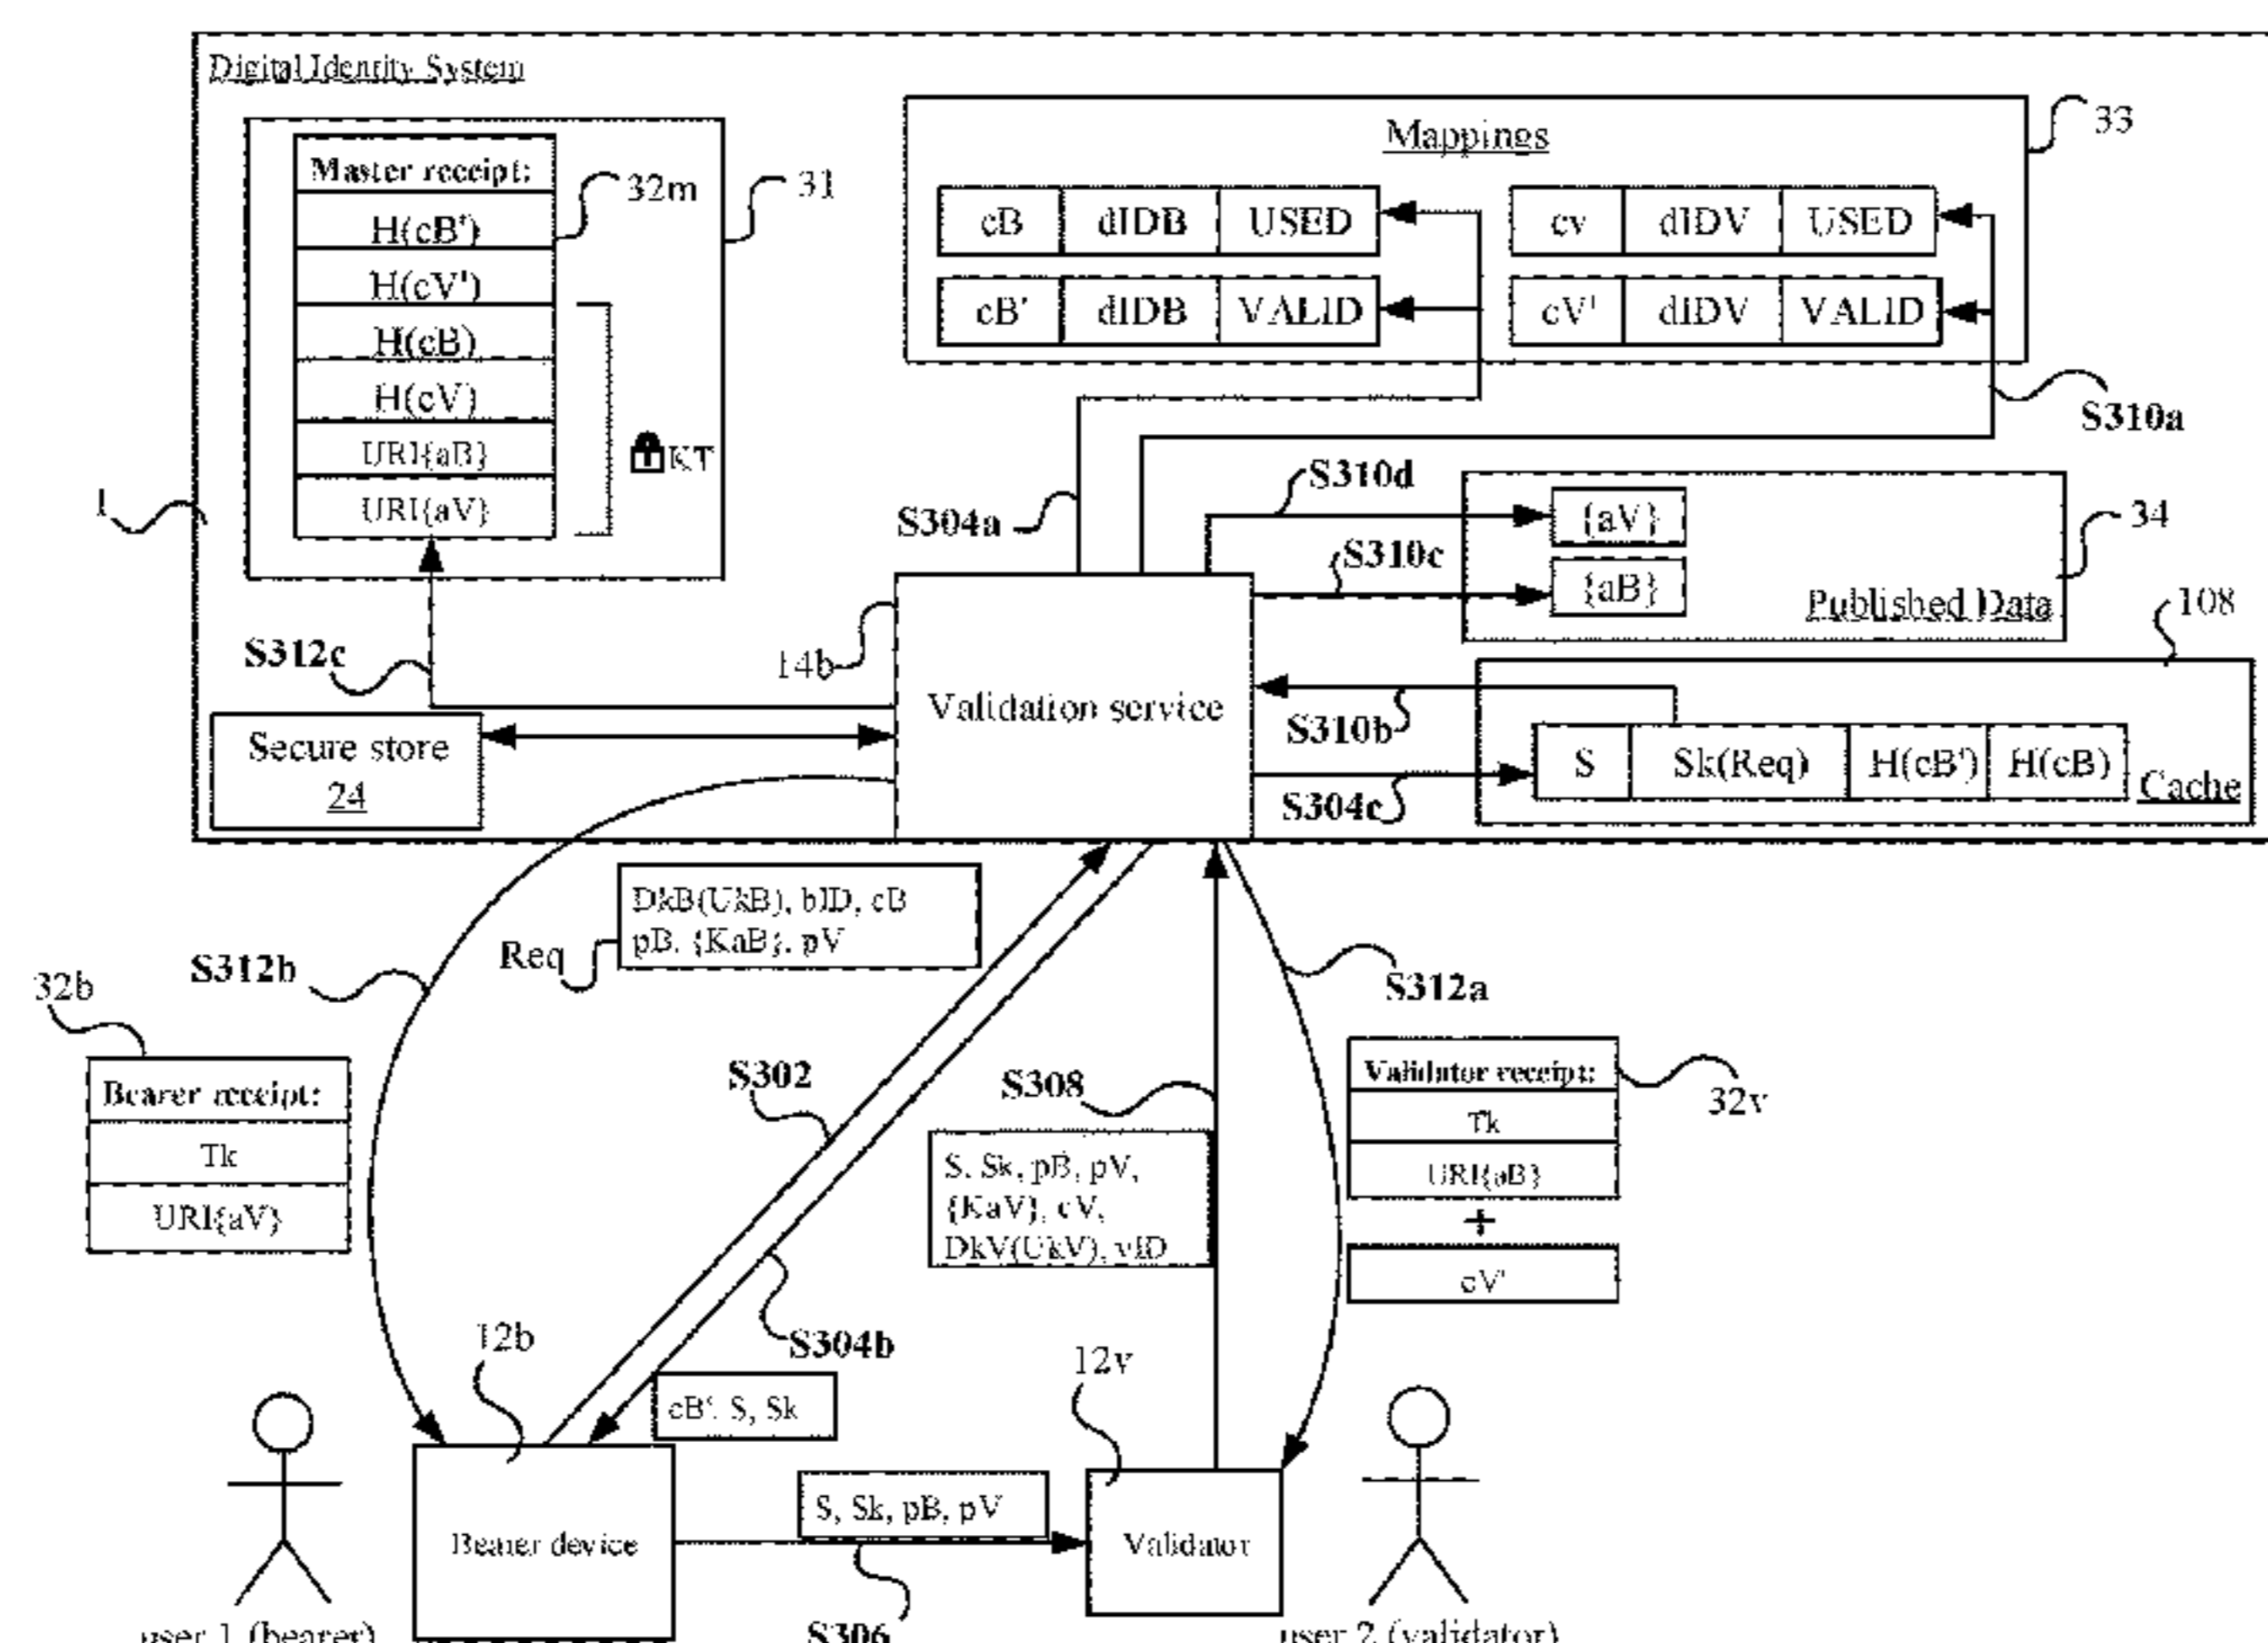 Digital Identity System
Master receipt:
H(cB')
H(cV')
H(cB)
H(cV)
URI{aB}
URI{aV}
KT
32m
31
1
Mappings
33
cB dIDB USED
cv dIDV USED
cB' dIDB VALID
cV' dIDV VALID
S310a
S304a
S310d
S310c
{aV}
{aB}
Published Data
34
108
S312c
14b
Validation service
Secure store
24
S310b
S304c
S Sk(Req) H(cB') H(cB)
Cache
DkB(UkB), bID, cB
pB, {KaB}, pV
Req
S312b
32b
Bearer receipt:
Tk
URI{aV}
S312a
Validator receipt:
Tk
URI{aB}
+
cV'
32v
S302
S308
S, Sk, pB, pV,
{KaV}, cV,
DkV(UkV), vID
S304b
cB', S, Sk
12b
12v
S, Sk, pB, pV
Bearer device
Validator
S306
user 1 (bearer)
user 2 (validator)